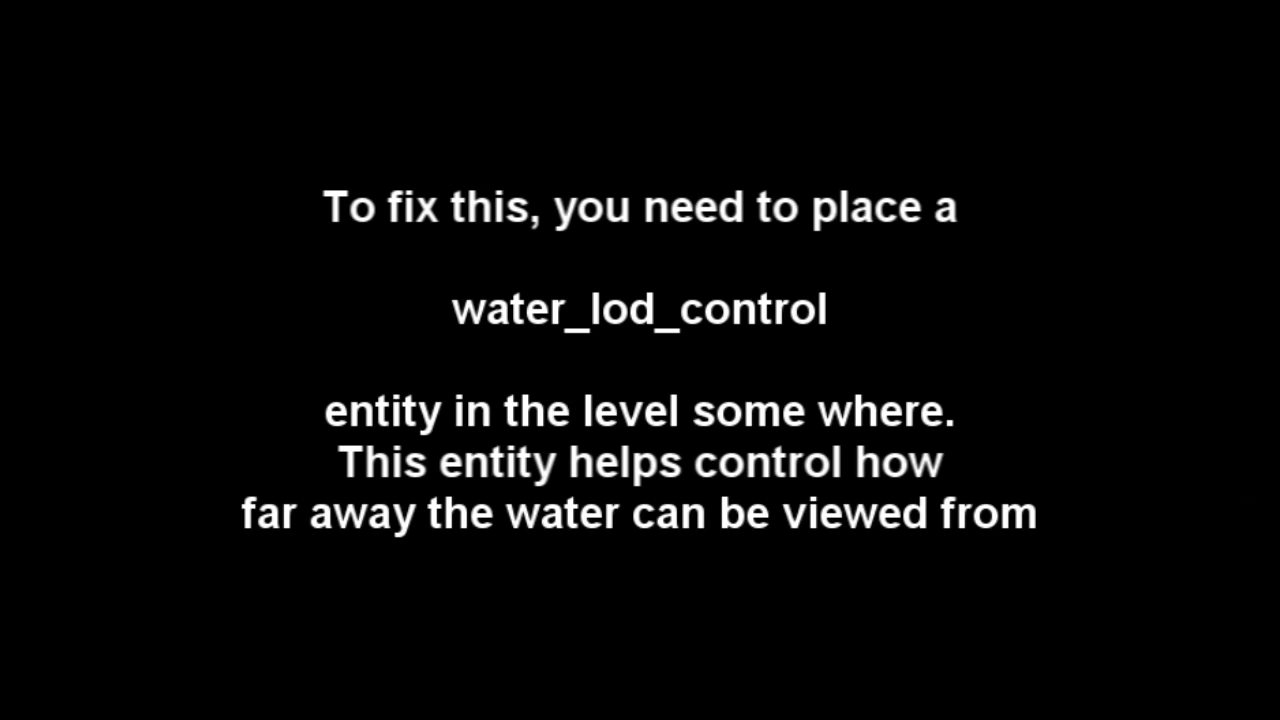 To fix this, you need to place a
water_lod_control
entity in the level some where.
This entity helps control how
far away the water can be viewed from